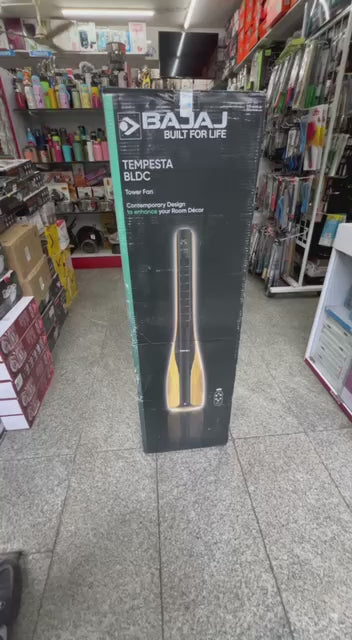 BAJAJ
BUILT FOR LIFE
TEMPESTA
BLDC
Tower Fan
Contemporary Design
to enhance your Room Décor